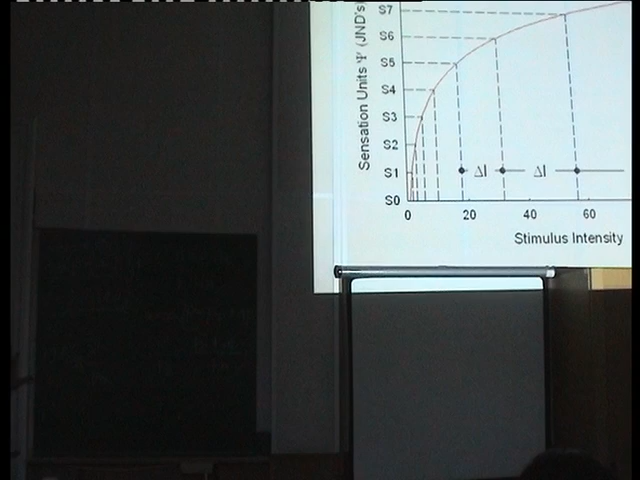 Sensation Units Ψ (JND's
S7
S6
S5
S4
S3
S2
S1
S0
ΔI ΔI
0 20 40 60
Stimulus Intensity